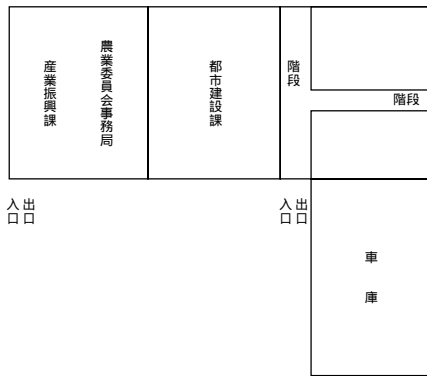 産業振興課
農業委員会事務局
都市建設課
階段
階段
入口
出口
入口
出口
車庫